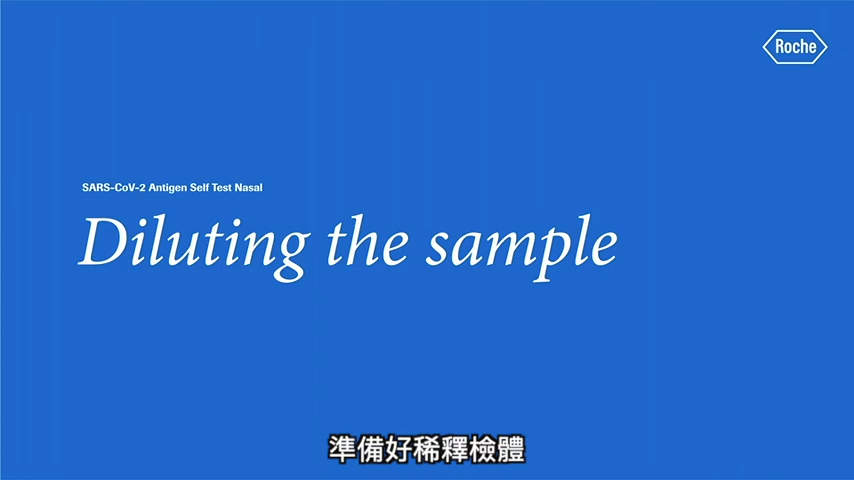 Roche
SARS-CoV-2 Antigen Self Test Nasal
Diluting the sample
準備好稀釋檢體